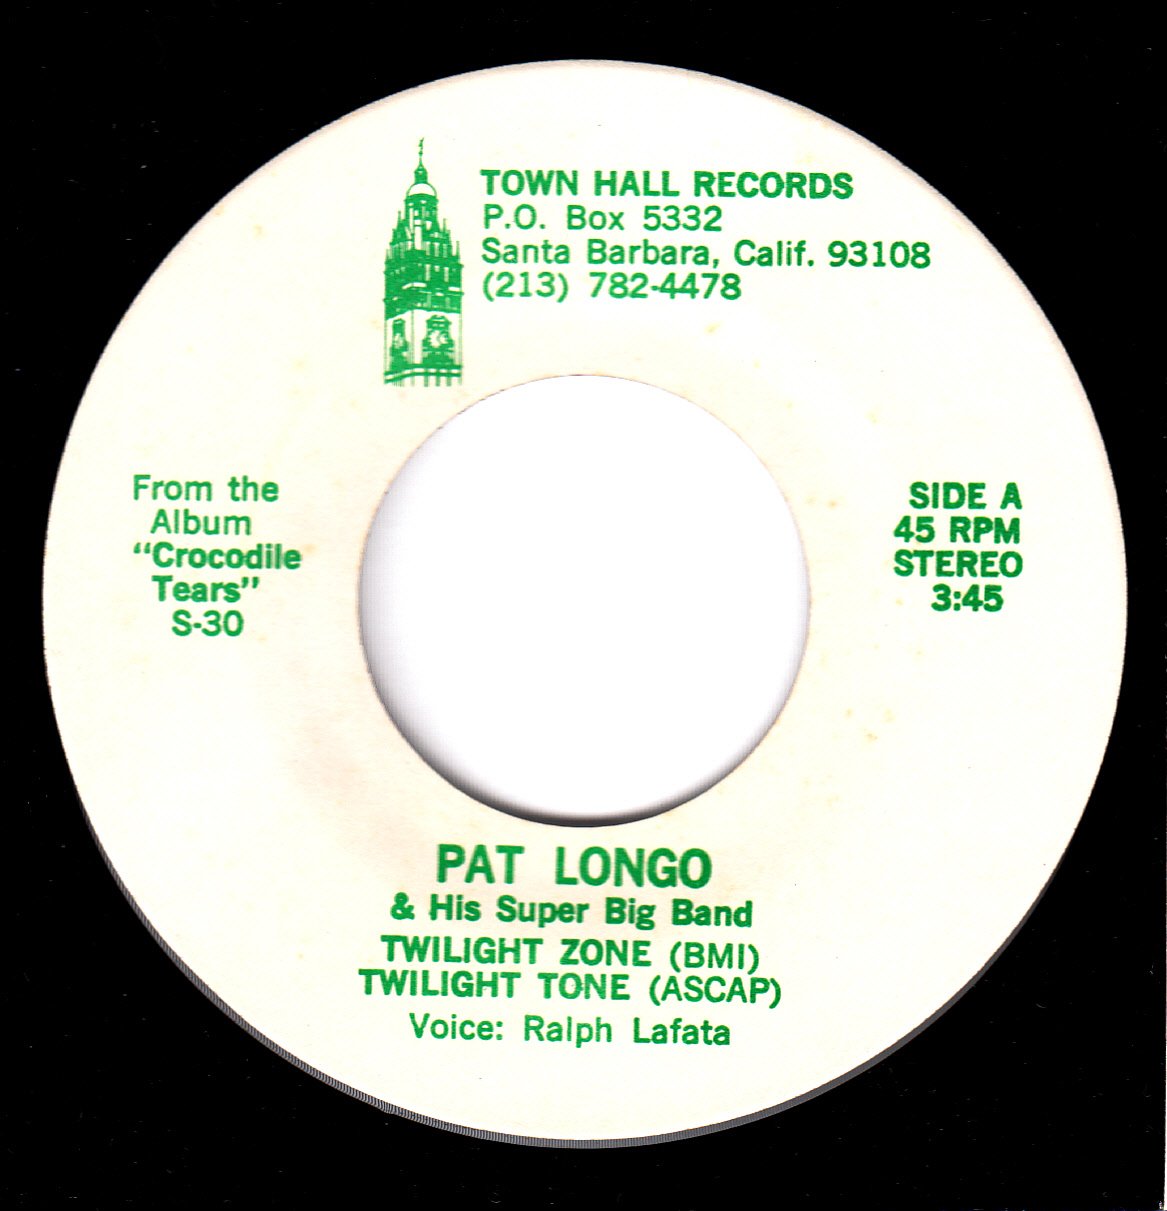 TOWN HALL RECORDS
P.O. Box 5332
Santa Barbara, Calif. 93108
(213) 782-4478
From the
Album
“Crocodile
Tears”
S-30
SIDE A
45 RPM
STEREO
3:45
PAT LONGO
& His Super Big Band
TWILIGHT ZONE (BMI)
TWILIGHT TONE (ASCAP)
Voice: Ralph Lafata